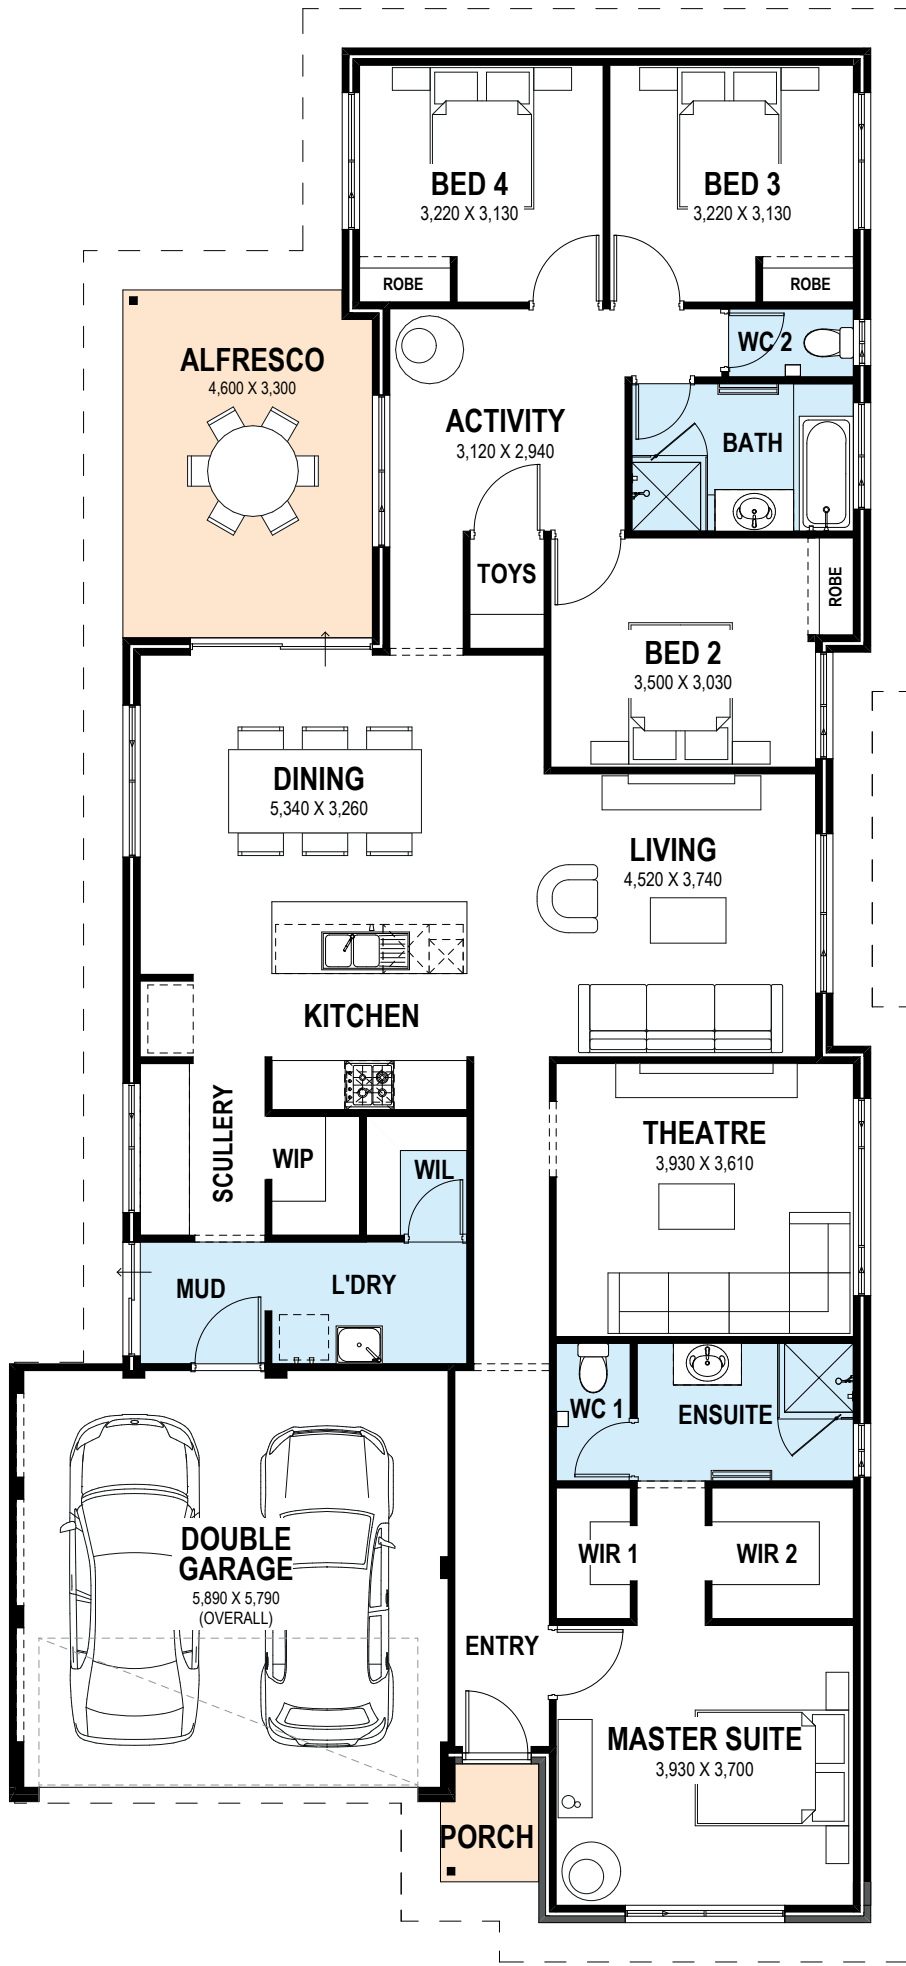 BED 4
3,220 X 3,130
BED 3
3,220 X 3,130
ROBE
ROBE
WC 2
ALFRESCO
4,600 X 3,300
ACTIVITY
3,120 X 2,940
BATH
TOYS
ROBE
BED 2
3,500 X 3,030
DINING
5,340 X 3,260
LIVING
4,520 X 3,740
KITCHEN
SCULLERY
WIP
WIL
THEATRE
3,930 X 3,610
MUD
L'DRY
WC 1
ENSUITE
DOUBLE
GARAGE
5,890 X 5,790
(OVERALL)
WIR 1
WIR 2
ENTRY
MASTER SUITE
3,930 X 3,700
PORCH